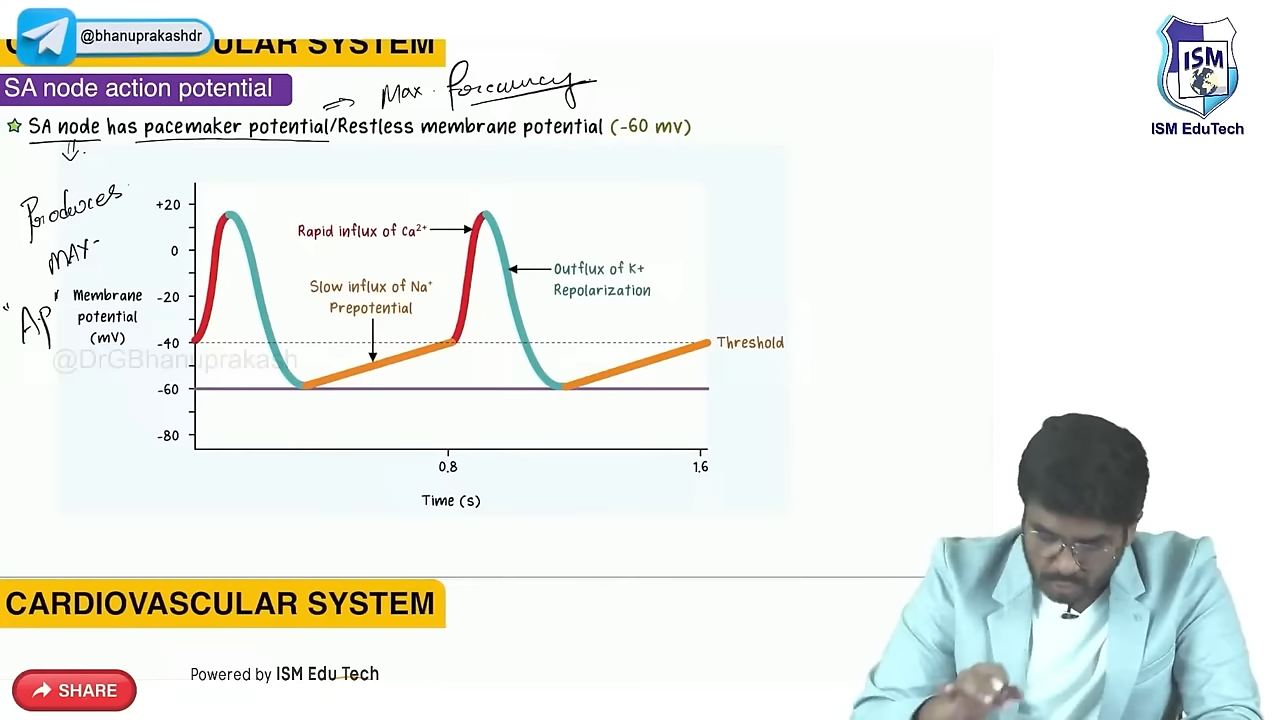 @bhanuprakashdr
ULAR SYSTEM
SA node action potential
Max. frequency
SA node has pacemaker potential/Restless membrane potential (-60 mv)
ISM
ISM EduTech
Produces
MAX-
"AP"
+20
0
-20
-40
-60
-80
Membrane
potential
(mV)
Rapid influx of Ca²⁺
Slow influx of Na⁺
Prepotential
Outflux of K+
Repolarization
Threshold
@DrGBhanuprakash
0.8
1.6
Time (s)
CARDIOVASCULAR SYSTEM
Powered by ISM Edu Tech
SHARE